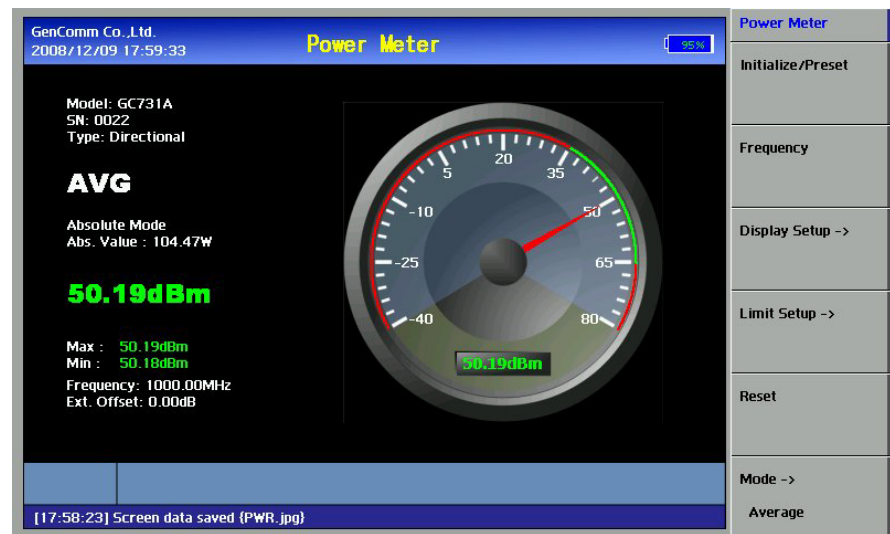 GenComm Co.,Ltd.
2008/12/09 17:59:33
Power Meter
95%
Model: GC731A
SN: 0022
Type: Directional
AVG
Absolute Mode
Abs. Value : 104.47W
50.19dBm
Max : 50.19dBm
Min : 50.18dBm
Frequency: 1000.00MHz
Ext. Offset: 0.00dB
-40
-25
-10
5
20
35
50
65
80
50.19dBm
[17:58:23] Screen data saved {PWR.jpg}
Power Meter
Initialize/Preset
Frequency
Display Setup ->
Limit Setup ->
Reset
Mode ->
Average